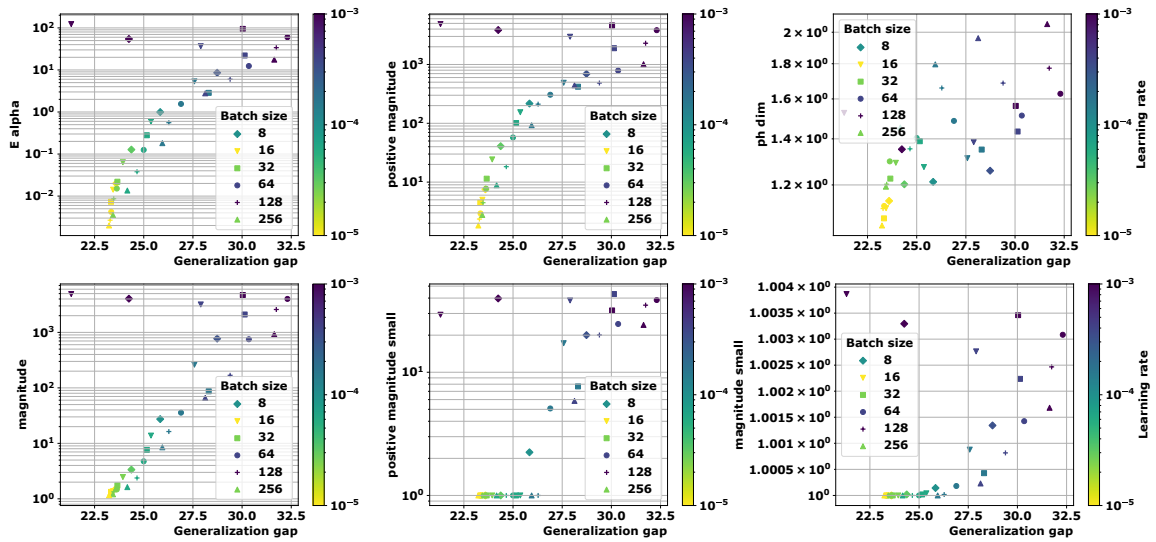 E alpha
10²
10¹
10⁰
10⁻¹
10⁻²
22.5 25.0 27.5 30.0 32.5
Generalization gap
Batch size
8
16
32
64
128
256
10⁻³
10⁻⁴
10⁻⁵
positive magnitude
10³
10²
10¹
22.5 25.0 27.5 30.0 32.5
Generalization gap
Batch size
8
16
32
64
128
256
10⁻³
10⁻⁴
10⁻⁵
ph dim
2 × 10⁰
1.8 × 10⁰
1.6 × 10⁰
1.4 × 10⁰
1.2 × 10⁰
22.5 25.0 27.5 30.0 32.5
Generalization gap
Batch size
8
16
32
64
128
256
10⁻³
10⁻⁴
10⁻⁵
Learning rate
magnitude
10³
10²
10¹
10⁰
22.5 25.0 27.5 30.0 32.5
Generalization gap
Batch size
8
16
32
64
128
256
10⁻³
10⁻⁴
10⁻⁵
positive magnitude small
10¹
10⁰
22.5 25.0 27.5 30.0 32.5
Generalization gap
Batch size
8
16
32
64
128
256
10⁻³
10⁻⁴
10⁻⁵
magnitude small
1.004 × 10⁰
1.0035 × 10⁰
1.003 × 10⁰
1.0025 × 10⁰
1.002 × 10⁰
1.0015 × 10⁰
1.001 × 10⁰
1.0005 × 10⁰
10⁰
22.5 25.0 27.5 30.0 32.5
Generalization gap
Batch size
8
16
32
64
128
256
10⁻³
10⁻⁴
10⁻⁵
Learning rate